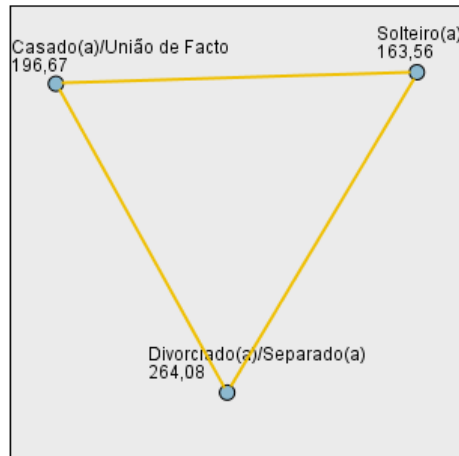 Solteiro(a)
163,56
Casado(a)/União de Facto
196,67
Divorciado(a)/Separado(a)
264,08